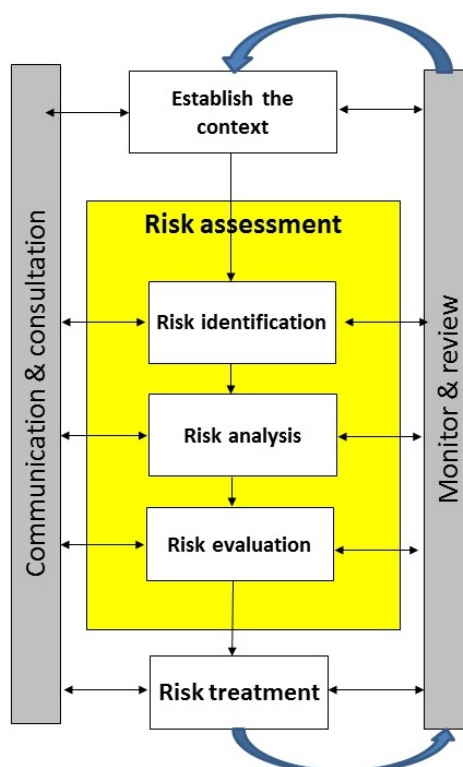 Establish the
context
Communication & consultation
Risk assessment
Risk identification
Risk analysis
Risk evaluation
Risk treatment
Monitor & review